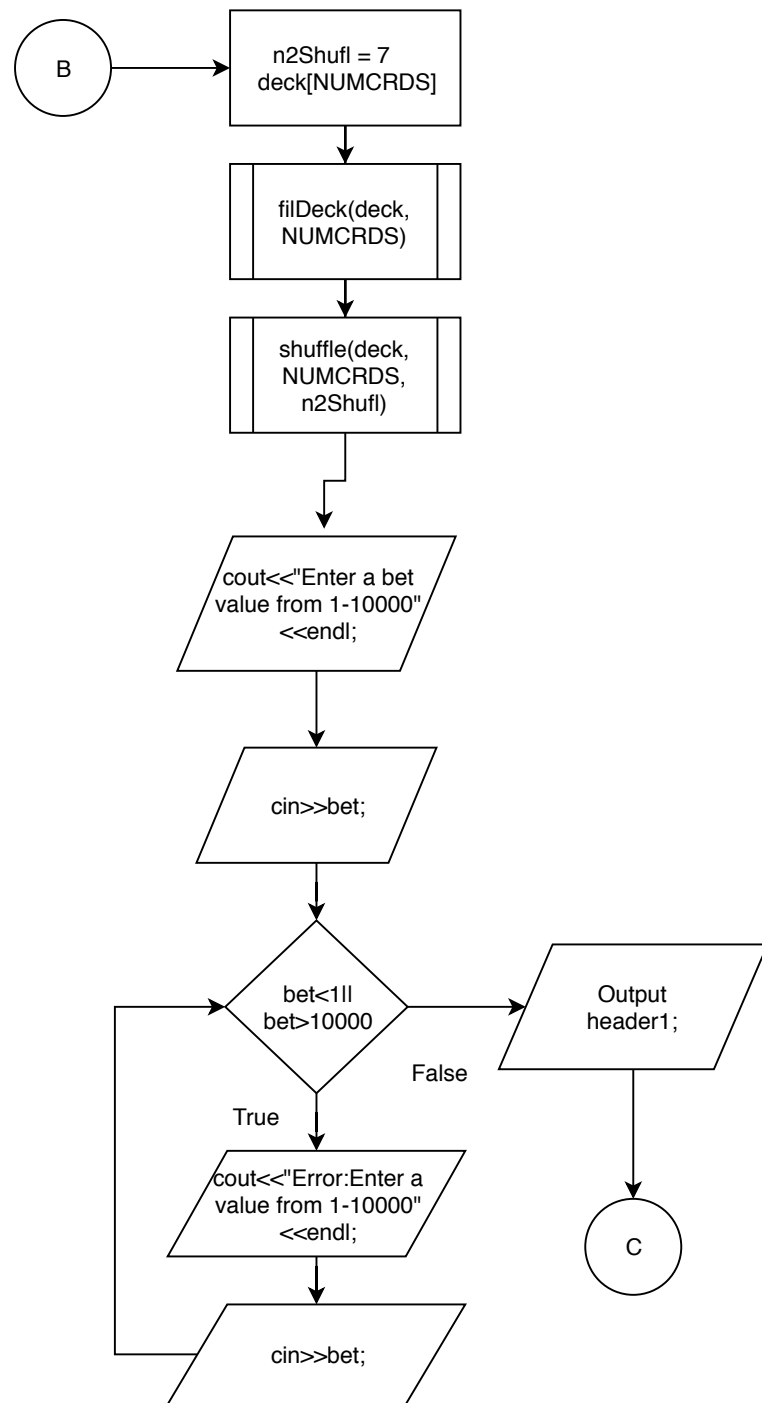 B
n2Shufl = 7
deck[NUMCRDS]
filDeck(deck,
NUMCRDS)
shuffle(deck,
NUMCRDS,
n2Shufl)
cout<<"Enter a bet
value from 1-10000"
<<endl;
cin>>bet;
bet<1||
bet>10000
Output
header1;
False
True
cout<<"Error:Enter a
value from 1-10000"
<<endl;
C
cin>>bet;